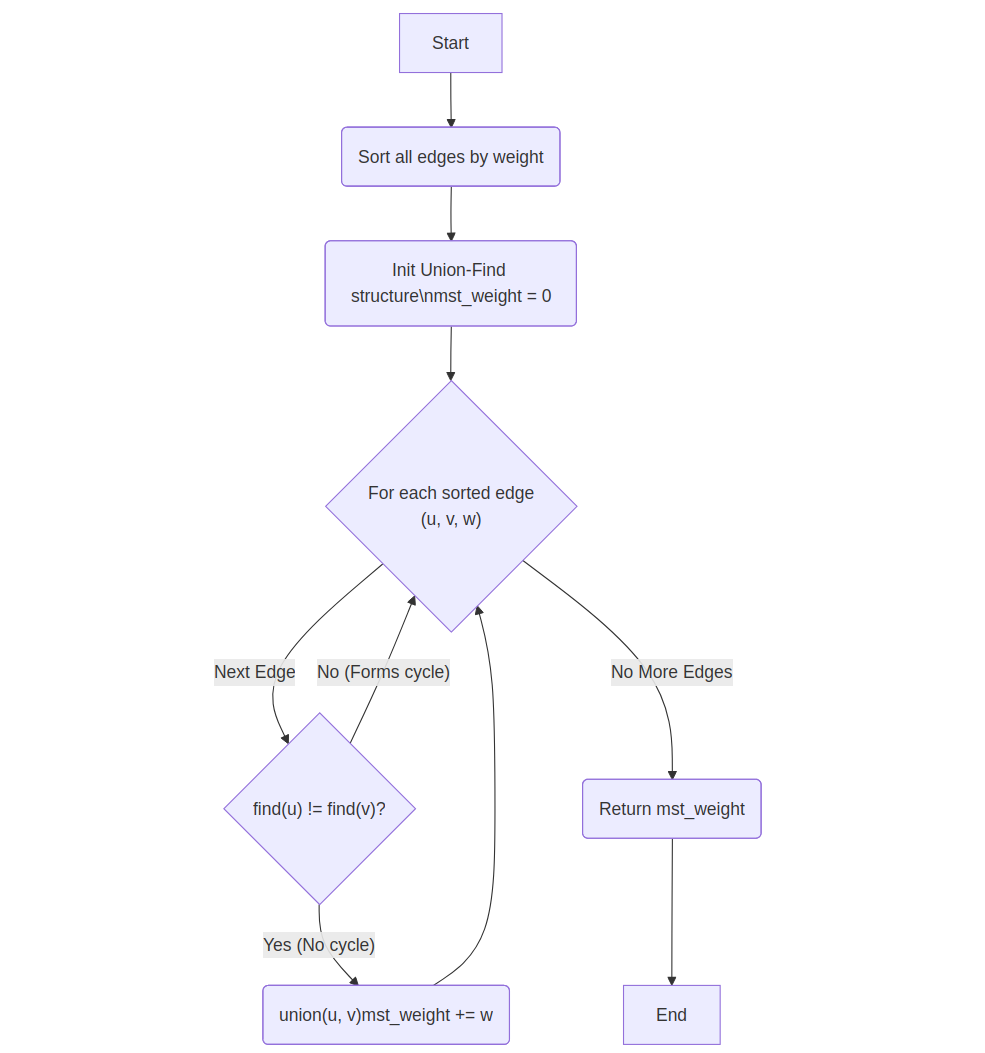 Start
Sort all edges by weight
Init Union-Find
structure\nmst_weight = 0
For each sorted edge
(u, v, w)
Next Edge
No (Forms cycle)
No More Edges
find(u) != find(v)?
Return mst_weight
Yes (No cycle)
union(u, v)mst_weight += w
End